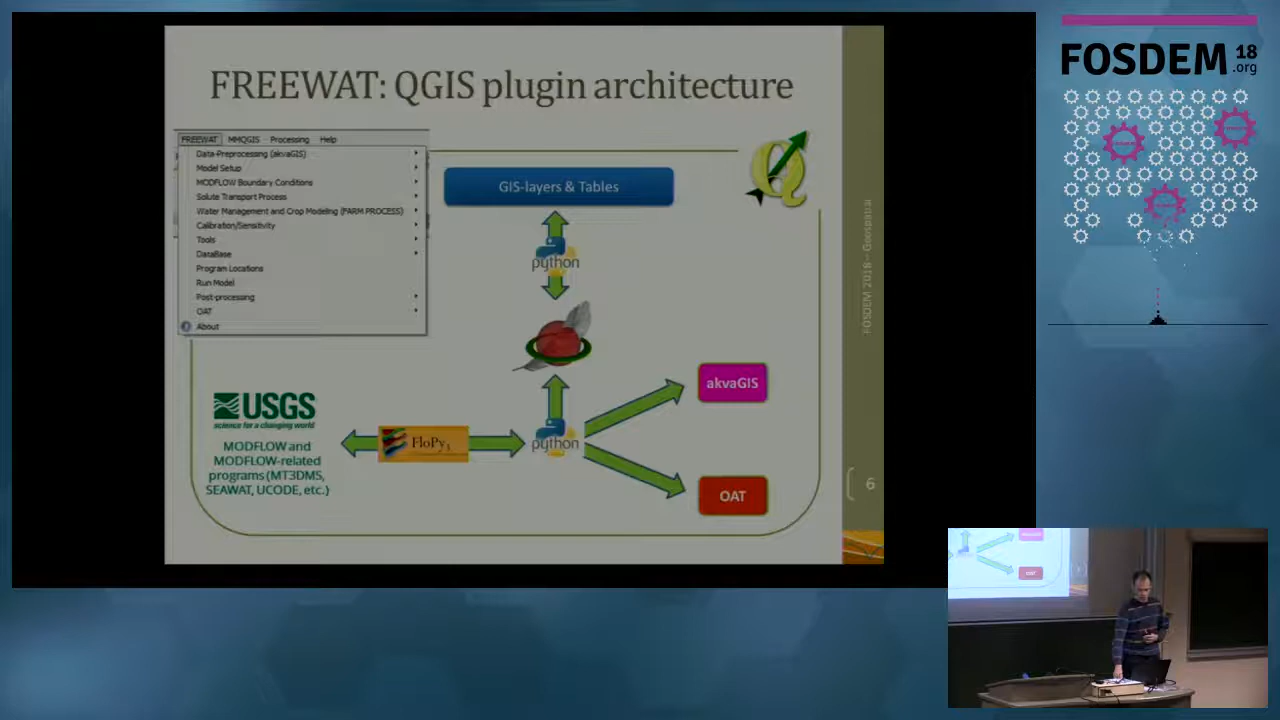 FREEWAT: QGIS plugin architecture
FREEWAT MMQGIS Processing Help
Data-Preprocessing (akvaGIS)
Model Setup
MODFLOW Boundary Conditions
Solute Transport Process
Water Management and Crop Modeling (FARM PROCESS)
Calibration/Sensitivity
Tools
DataBase
Program Locations
Run Model
Post-processing
OAT
About
GIS-layers & Tables
python
akvaGIS
USGS
science for a changing world
FloPy
python
MODFLOW and
MODFLOW-related
programs (MT3DMS,
SEAWAT, UCODE, etc.)
OAT
FOSDEM 2018 – Geospatial
6
FOSDEM 18
.org